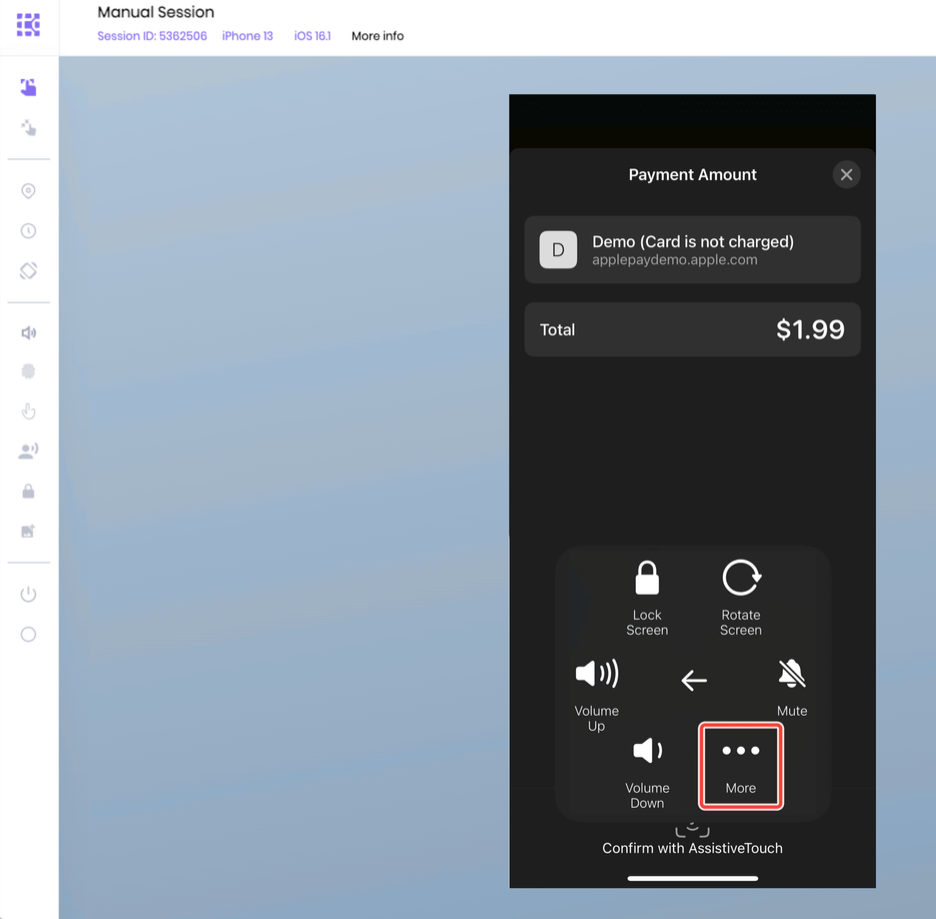 Manual Session
Session ID: 5362506 iPhone 13 iOS 16.1 More info
Payment Amount
D
Demo (Card is not charged)
applepaydemo.apple.com
Total $1.99
Lock
Screen
Rotate
Screen
Volume
Up
Mute
Volume
Down
More
Confirm with AssistiveTouch